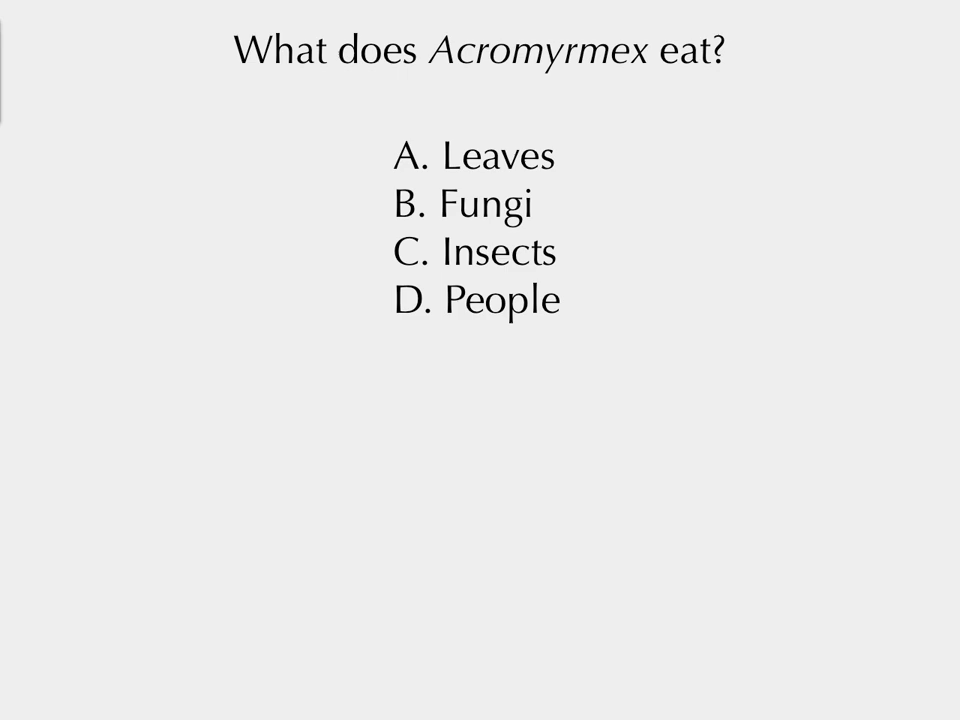 What does Acromyrmex eat?
A. Leaves
B. Fungi
C. Insects
D. People